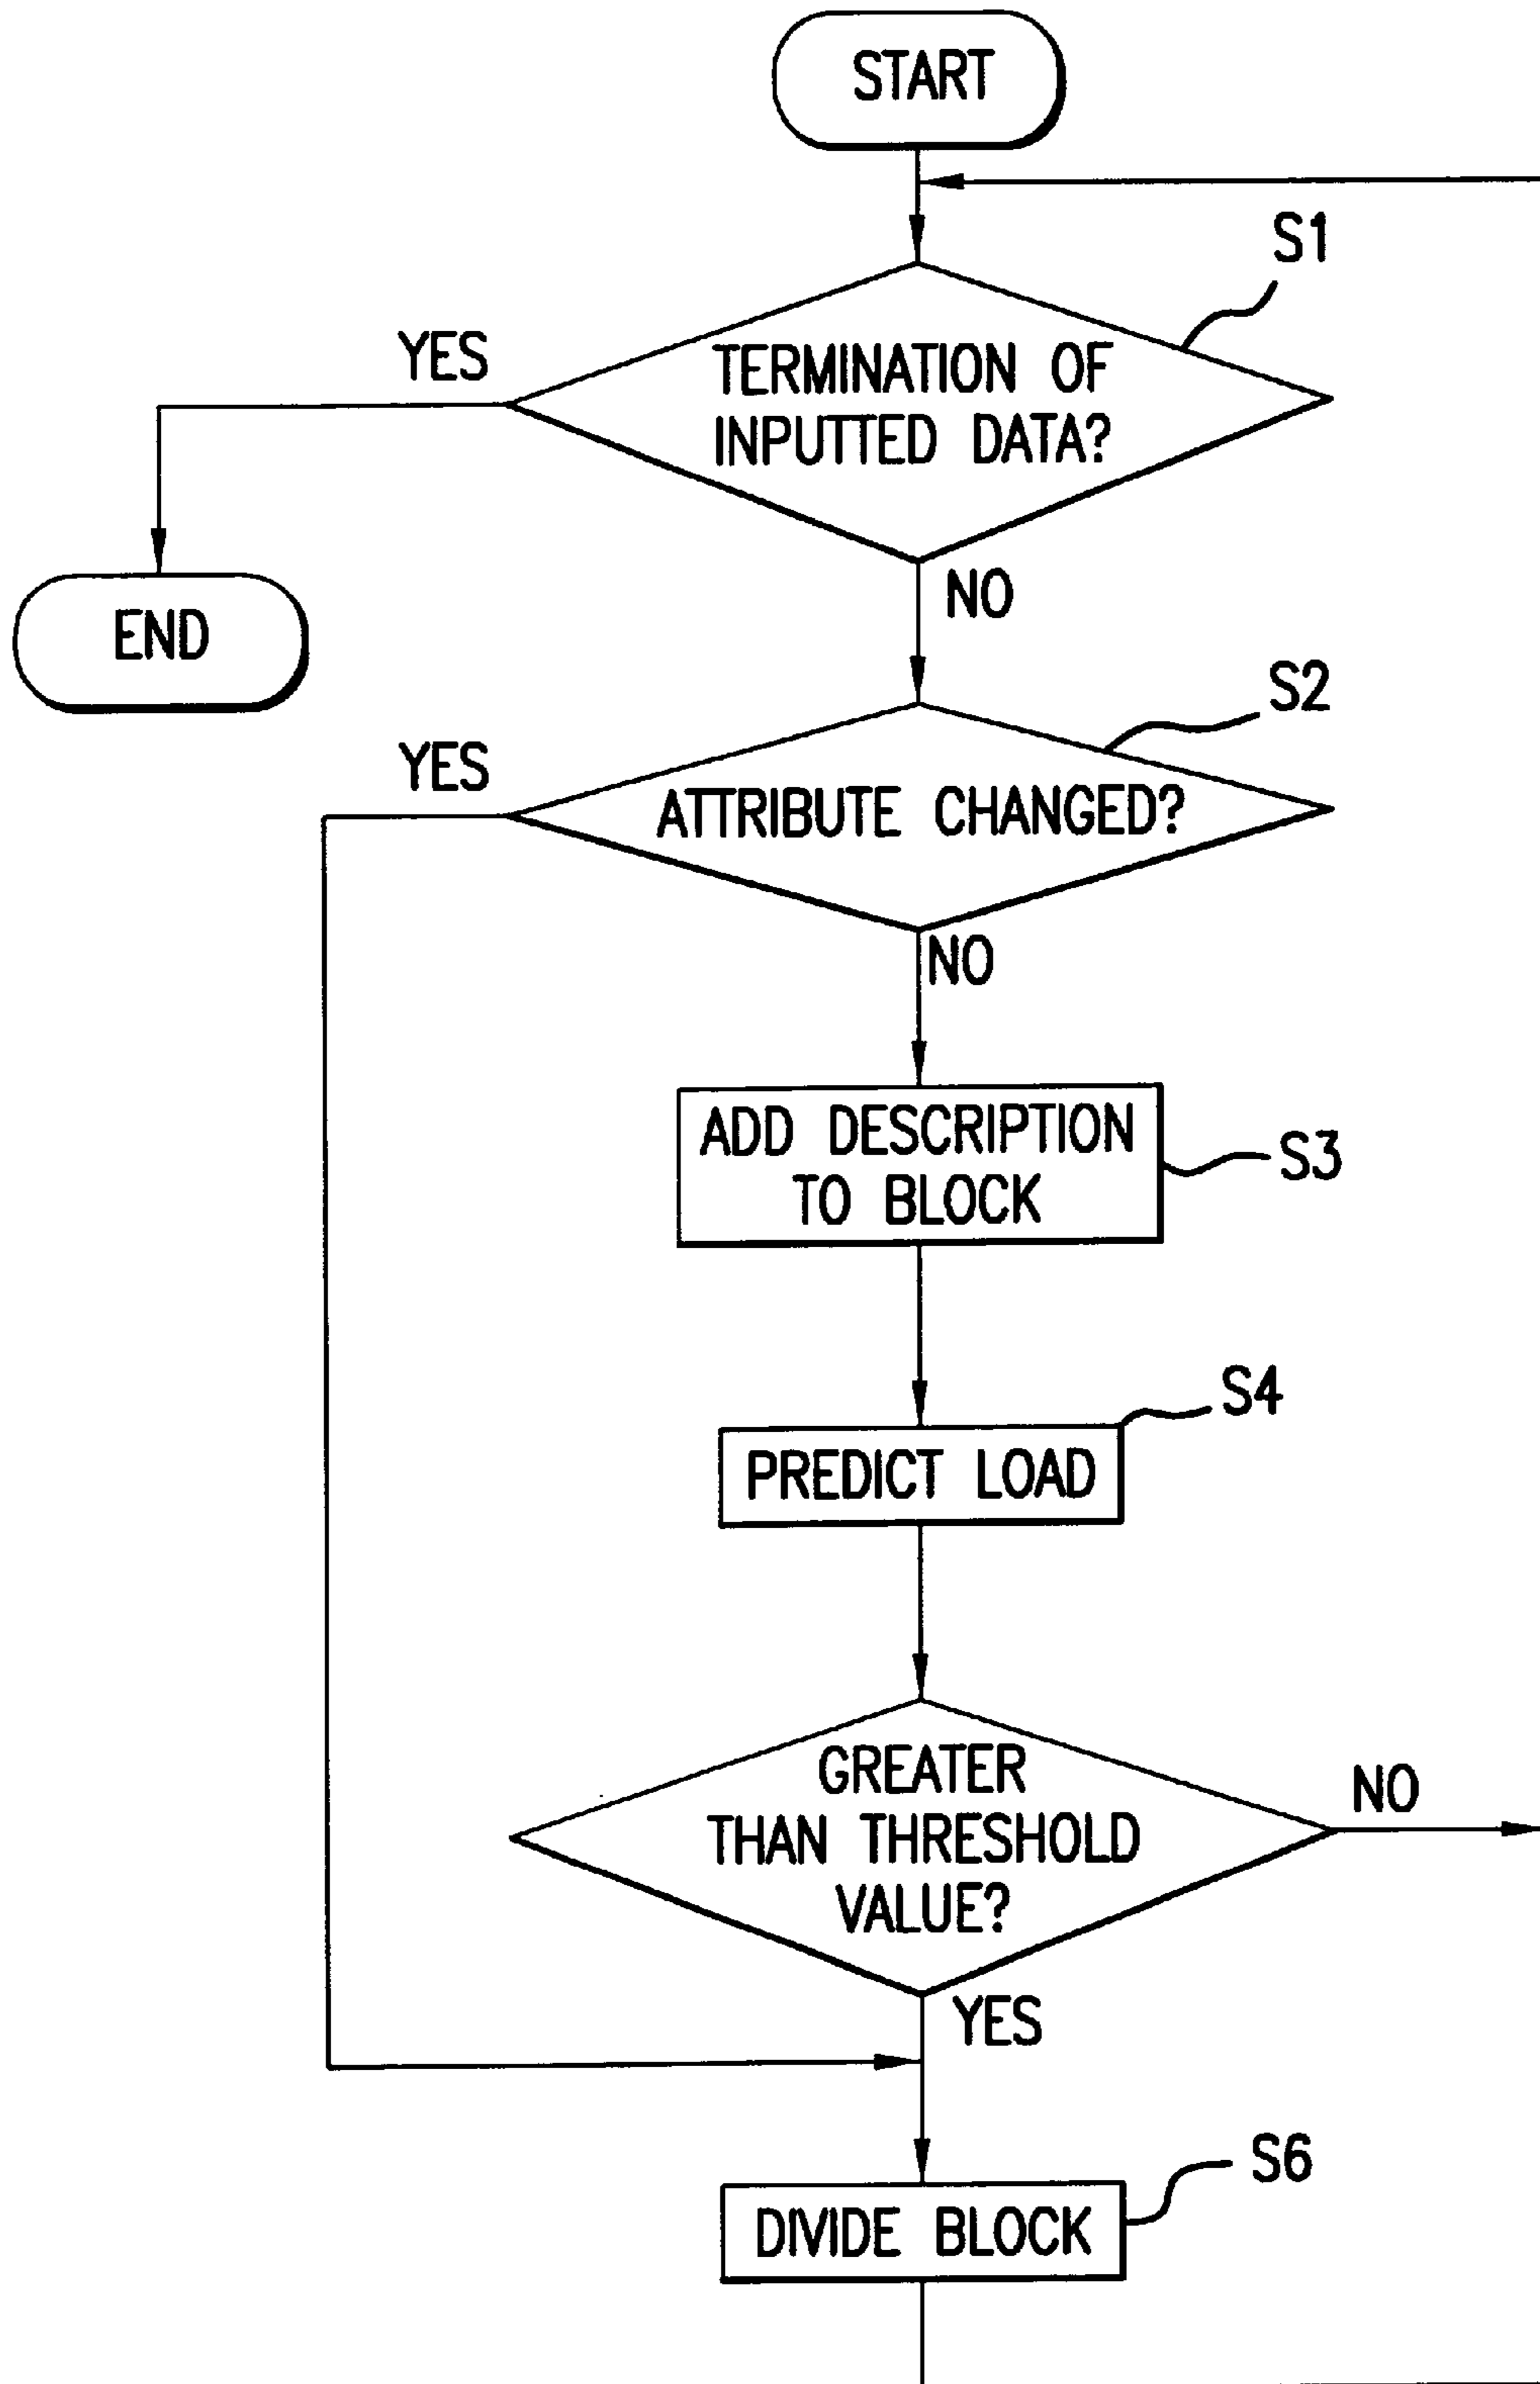 START
S1
YES
TERMINATION OF
INPUTTED DATA?
NO
END
S2
YES
ATTRIBUTE CHANGED?
NO
ADD DESCRIPTION
TO BLOCK
S3
S4
PREDICT LOAD
GREATER
THAN THRESHOLD
VALUE?
NO
YES
S6
DIVIDE BLOCK